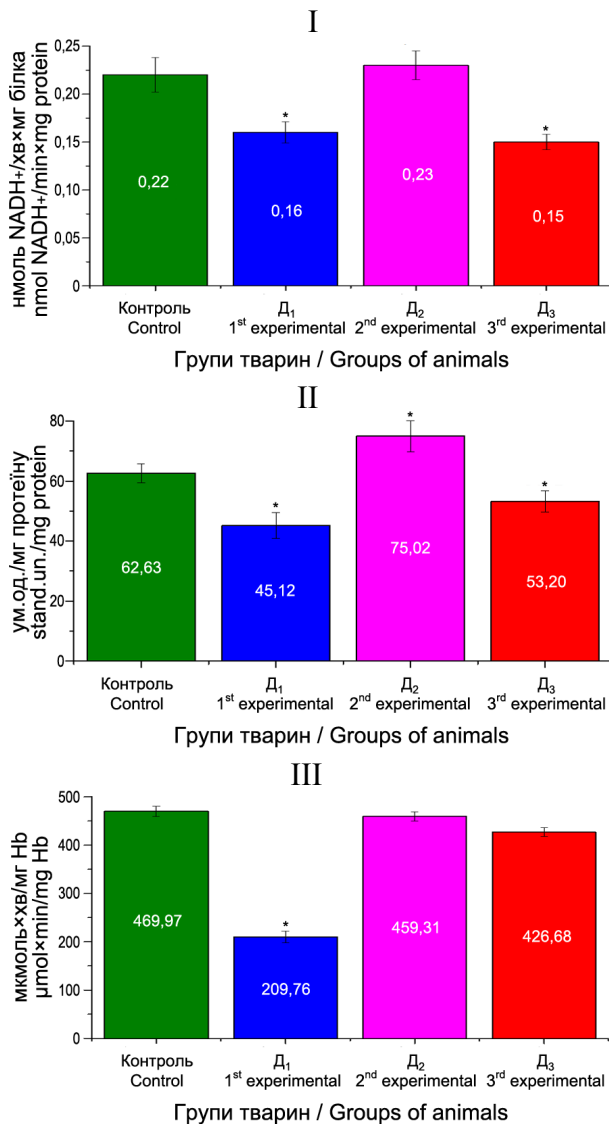 I
нмоль NADH+/хв×мг білка
nmol NADH+/min×mg protein
0,25
0,20
0,15
0,10
0,05
0,00
*
*
0,22
0,16
0,23
0,15
Контроль
Control
Д₁
1st experimental
Д₂
2nd experimental
Д₃
3rd experimental
Групи тварин / Groups of animals
II
ум.од./мг протеїну
stand.un./mg protein
80
60
40
20
0
*
*
*
62,63
45,12
75,02
53,20
Контроль
Control
Д₁
1st experimental
Д₂
2nd experimental
Д₃
3rd experimental
Групи тварин / Groups of animals
III
мкмоль×хв/мг Hb
µmol×min/mg Hb
500
400
300
200
100
0
*
469,97
209,76
459,31
426,68
Контроль
Control
Д₁
1st experimental
Д₂
2nd experimental
Д₃
3rd experimental
Групи тварин / Groups of animals